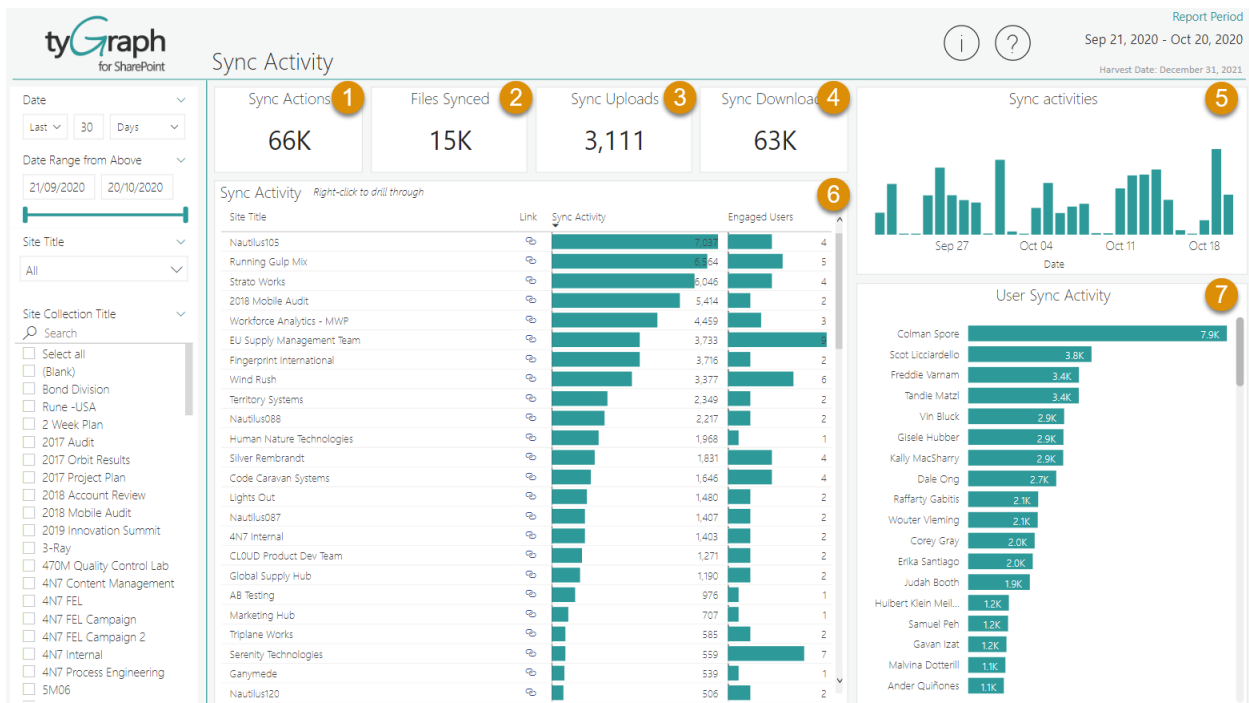 tyGraph
for SharePoint
Sync Activity
i
?
Report Period
Sep 21, 2020 - Oct 20, 2020
Harvest Date: December 31, 2021
Date
Last 30 Days
Date Range from Above
21/09/2020 20/10/2020
Site Title
All
Site Collection Title
Search
Select all
(Blank)
Bond Division
Rune -USA
2 Week Plan
2017 Audit
2017 Orbit Results
2017 Project Plan
2018 Account Review
2018 Mobile Audit
2019 Innovation Summit
3-Ray
470M Quality Control Lab
4N7 Content Management
4N7 FEL
4N7 FEL Campaign
4N7 FEL Campaign 2
4N7 Internal
4N7 Process Engineering
5M06
Sync Actions 1
66K
Files Synced 2
15K
Sync Uploads 3
3,111
Sync Downloa 4
63K
Sync Activity Right-click to drill through 6
Site Title Link Sync Activity Engaged Users
Nautilus105 7,037 4
Running Gulp Mix 6,564 5
Strato Works 6,046 4
2018 Mobile Audit 5,414 2
Workforce Analytics - MWP 4,459 3
EU Supply Management Team 3,733 9
Fingerprint International 3,716 2
Wind Rush 3,377 6
Territory Systems 2,349 2
Nautilus088 2,217 2
Human Nature Technologies 1,968 1
Silver Rembrandt 1,831 4
Code Caravan Systems 1,646 4
Lights Out 1,480 2
Nautilus087 1,407 2
4N7 Internal 1,403 2
CL0UD Product Dev Team 1,271 2
Global Supply Hub 1,190 2
AB Testing 976 1
Marketing Hub 707 1
Triplane Works 585 2
Serenity Technologies 559 7
Ganymede 539 1
Nautilus120 506 2
Sync activities 5
Sep 27 Oct 04 Oct 11 Oct 18
Date
User Sync Activity 7
Colman Spore 7.9K
Scot Licciardello 3.8K
Freddie Varnam 3.4K
Tandie Matzl 3.4K
Vin Bluck 2.9K
Gisele Hubber 2.9K
Kally MacSharry 2.9K
Dale Ong 2.7K
Raffarty Gabitis 2.1K
Wouter Vleming 2.1K
Corey Gray 2.0K
Erika Santiago 2.0K
Judah Booth 1.9K
Huibert Klein Meil... 1.2K
Samuel Peh 1.2K
Gavan Izat 1.2K
Malvina Dotterill 1.1K
Ander Quiñones 1.1K